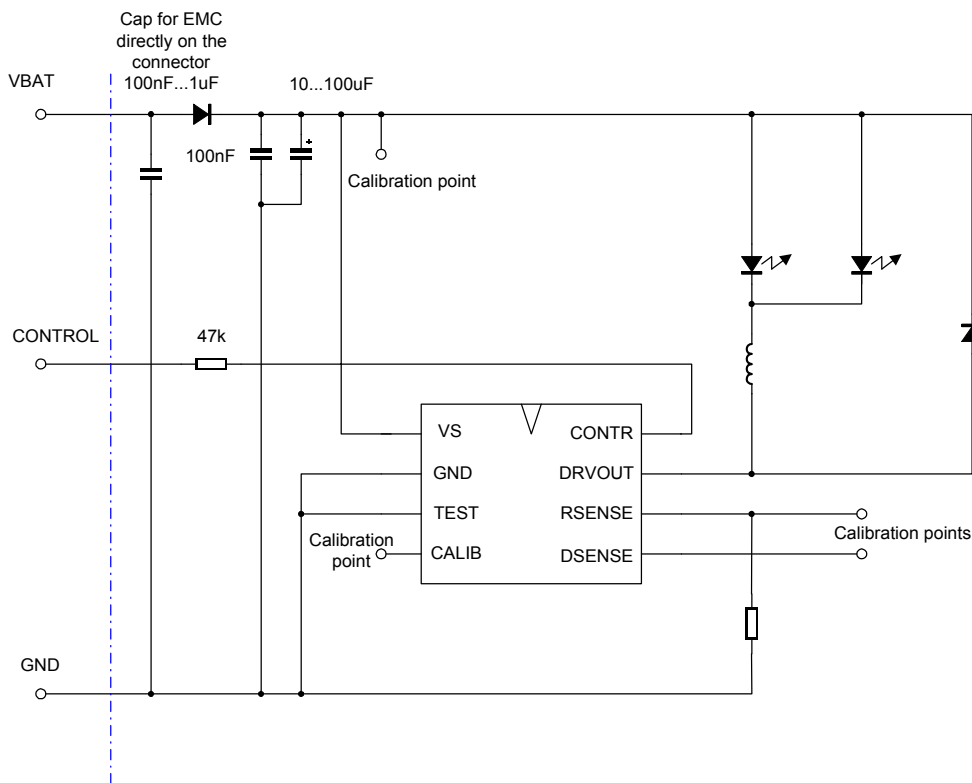 Cap for EMC
directly on the
connector
100nF...1uF
10...100uF
VBAT
100nF
+
Calibration point
CONTROL
47k
VS
CONTR
GND
DRVOUT
TEST
RSENSE
Calibration
point
CALIB
DSENSE
Calibration points
GND